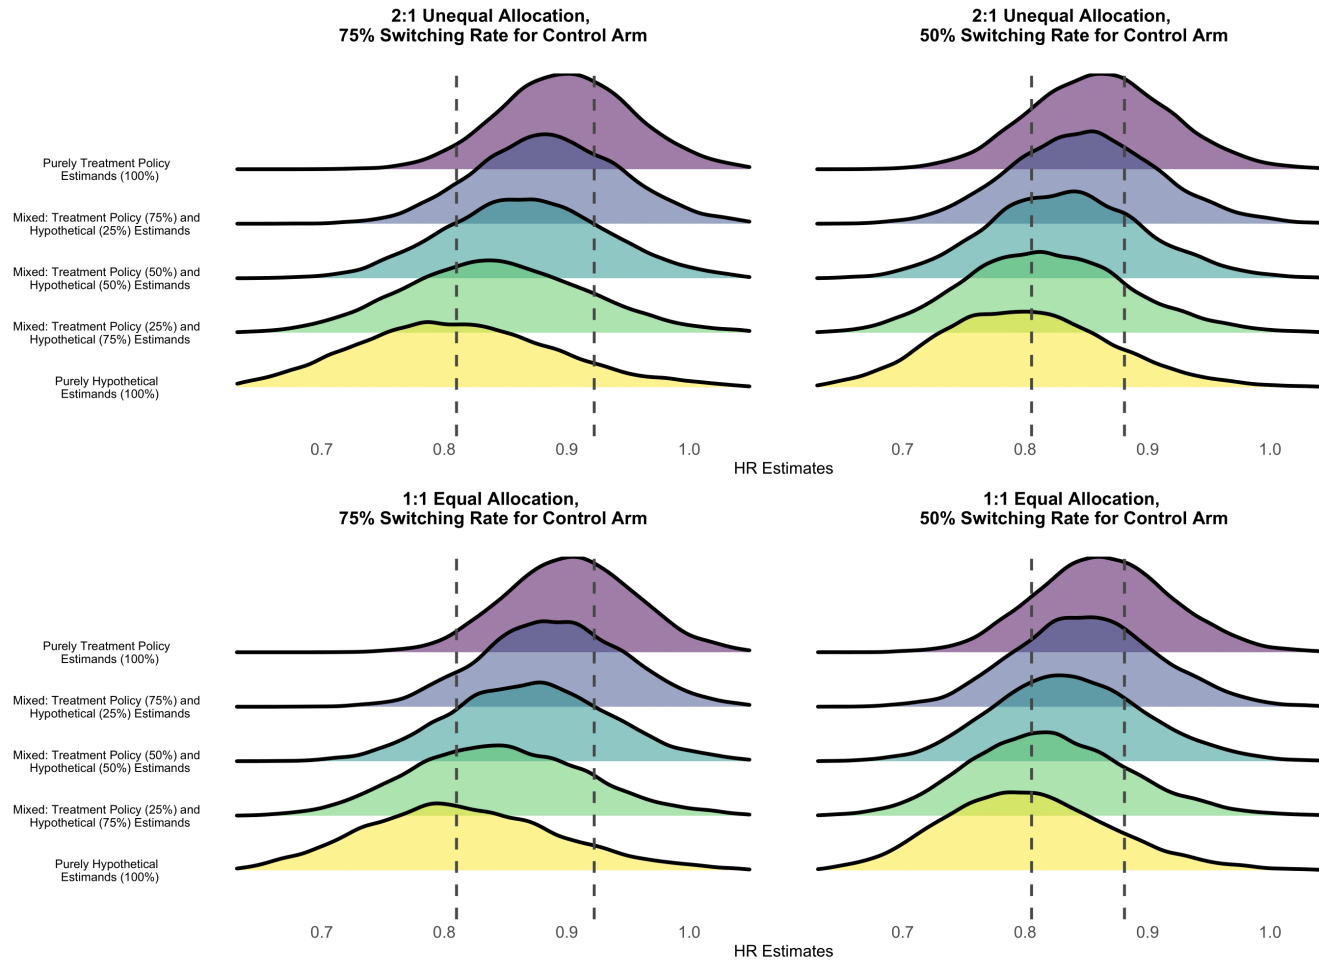 2:1 Unequal Allocation,
75% Switching Rate for Control Arm
2:1 Unequal Allocation,
50% Switching Rate for Control Arm
Purely Treatment Policy
Estimands (100%)
Mixed: Treatment Policy (75%) and
Hypothetical (25%) Estimands
Mixed: Treatment Policy (50%) and
Hypothetical (50%) Estimands
Mixed: Treatment Policy (25%) and
Hypothetical (75%) Estimands
Purely Hypothetical
Estimands (100%)
0.7 0.8 0.9 1.0
0.7 0.8 0.9 1.0
HR Estimates
1:1 Equal Allocation,
75% Switching Rate for Control Arm
1:1 Equal Allocation,
50% Switching Rate for Control Arm
Purely Treatment Policy
Estimands (100%)
Mixed: Treatment Policy (75%) and
Hypothetical (25%) Estimands
Mixed: Treatment Policy (50%) and
Hypothetical (50%) Estimands
Mixed: Treatment Policy (25%) and
Hypothetical (75%) Estimands
Purely Hypothetical
Estimands (100%)
0.7 0.8 0.9 1.0
0.7 0.8 0.9 1.0
HR Estimates